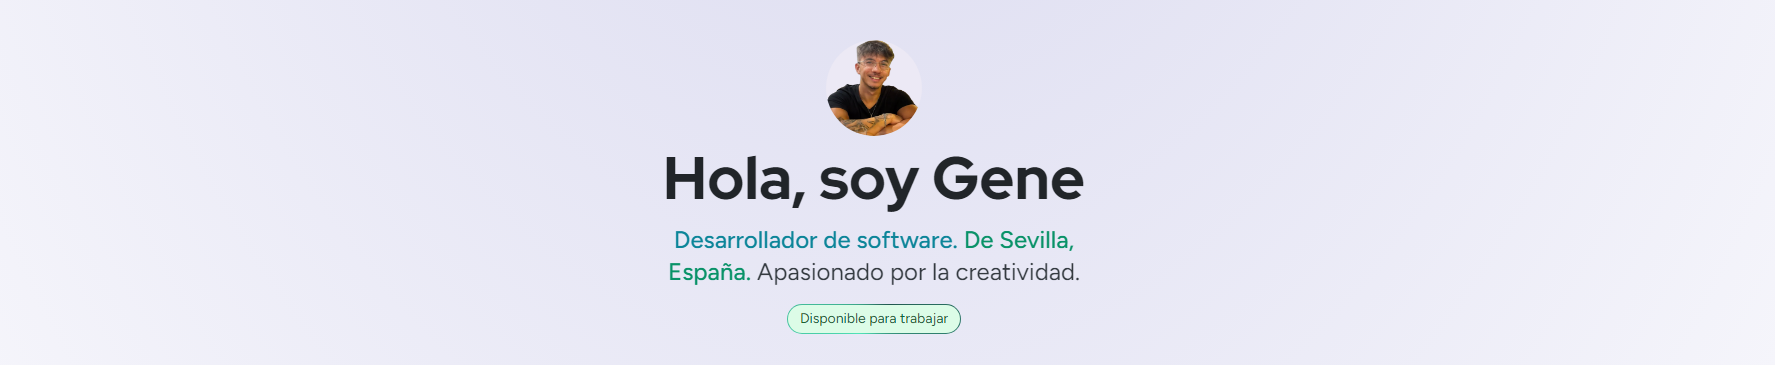 Hola, soy Gene
Desarrollador de software. De Sevilla,
España. Apasionado por la creatividad.
Disponible para trabajar